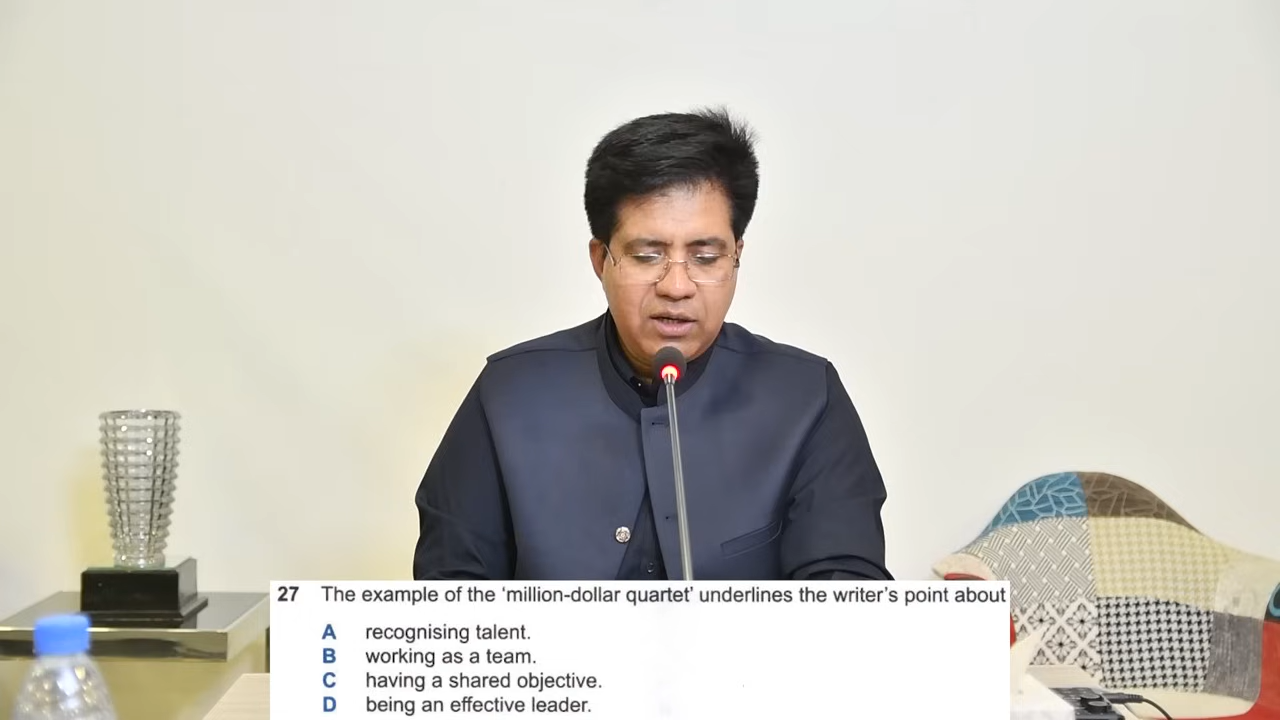 27 The example of the ‘million-dollar quartet’ underlines the writer’s point about
A recognising talent.
B working as a team.
C having a shared objective.
D being an effective leader.